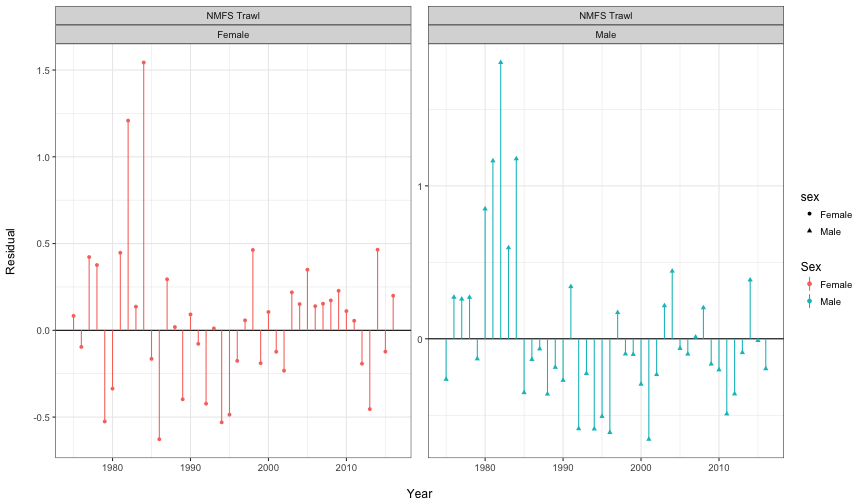 NMFS Trawl
Female
NMFS Trawl
Male
Residual
1.5
1.0
0.5
0.0
-0.5
1
0
1980
1990
2000
2010
1980
1990
2000
2010
Year
sex
Female
Male
Sex
Female
Male